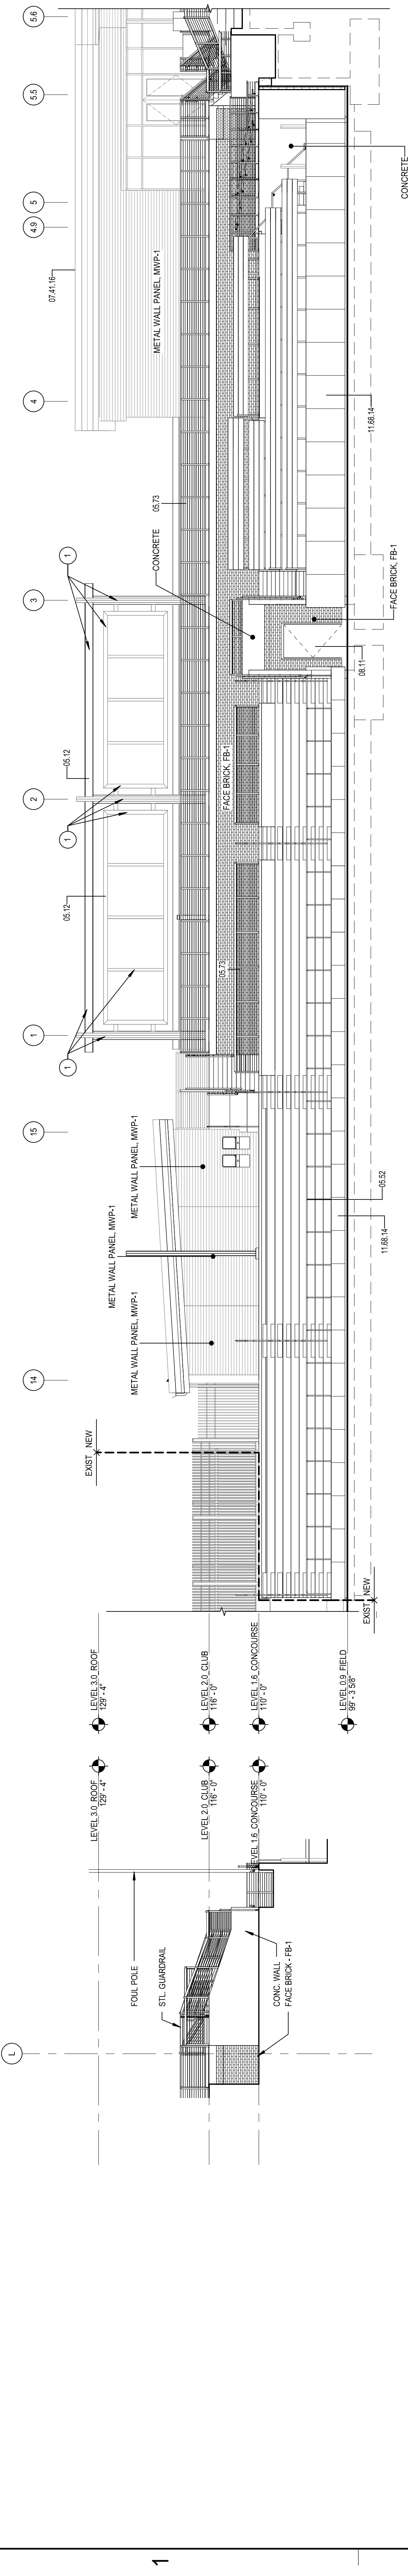 1
L
FOUL POLE
STL. GUARDRAIL
CONC. WALL
FACE BRICK - FB-1
LEVEL 3.0_ROOF
129' - 4"
LEVEL 2.0_CLUB
116' - 0"
LEVEL 1.6_CONCOURSE
110' - 0"
LEVEL 3.0_ROOF
129' - 4"
LEVEL 2.0_CLUB
116' - 0"
LEVEL 1.6_CONCOURSE
110' - 0"
LEVEL 0.9_FIELD
99' - 3 5/8"
EXIST
NEW
EXIST
NEW
14
15
1
2
3
4
4.9
5
5.5
5.6
METAL WALL PANEL, MWP-1
METAL WALL PANEL, MWP-1
METAL WALL PANEL, MWP-1
11.68.14
05.52
1
05.12
1
05.12
1
05.73
FACE BRICK, FB-1
CONCRETE
05.73
08.11
FACE BRICK, FB-1
07.41.16
METAL WALL PANEL, MWP-1
11.68.14
CONCRETE